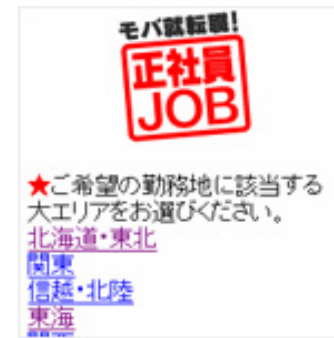 モバ就転職!
正社員
JOB
★ご希望の勤務地に該当する
大エリアをお選びください。
北海道・東北
関東
信越・北陸
東海